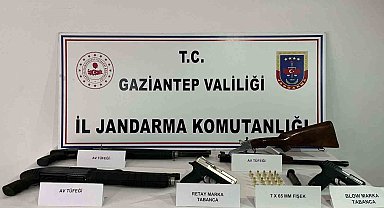 T.C.
GAZİANTEP VALİLİĞİ
İL JANDARMA KOMUTANLIĞI
AV TÜFEĞİ
AV TÜFEĞİ
AV TÜFEĞİ
RETAY MARKA
TABANCA
7 X 65 MM FİŞEK
BLOW MARKA
TABANCA